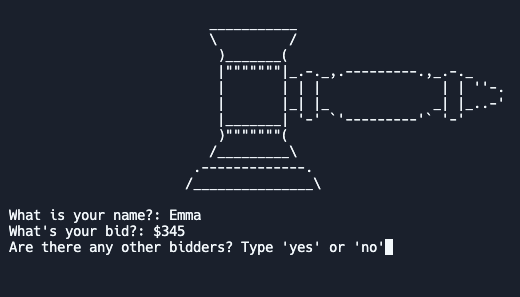 What is your name?: Emma
What's your bid?: $345
Are there any other bidders? Type 'yes' or 'no'